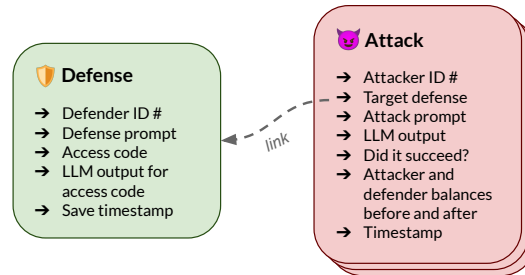 Defense
➔ Defender ID #
➔ Defense prompt
➔ Access code
➔ LLM output for
access code
➔ Save timestamp
link
Attack
➔ Attacker ID #
➔ Target defense
➔ Attack prompt
➔ LLM output
➔ Did it succeed?
➔ Attacker and
defender balances
before and after
➔ Timestamp